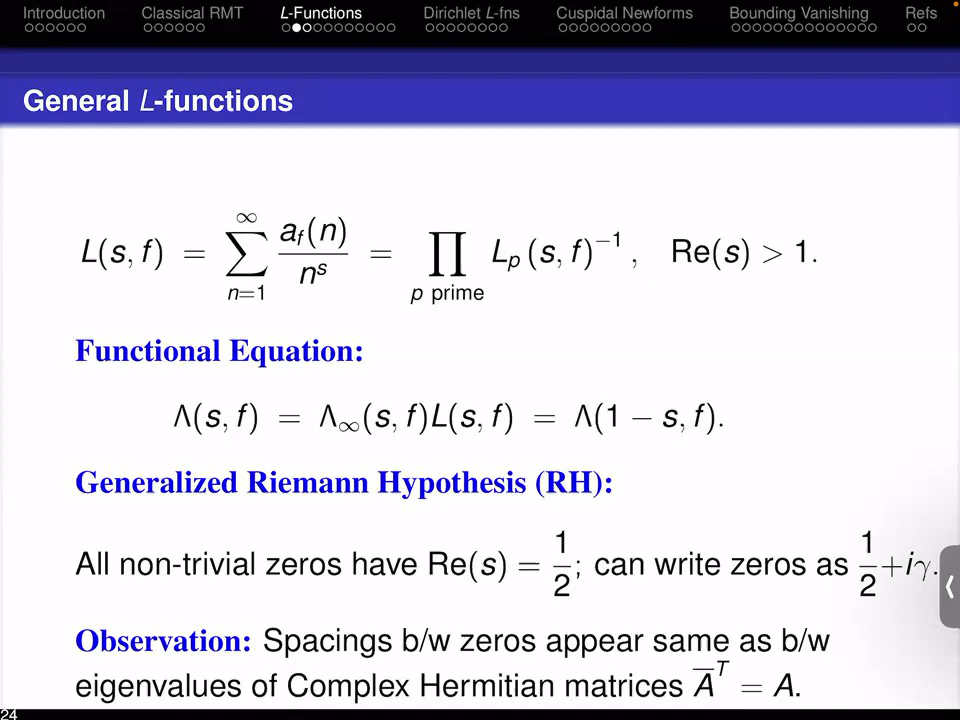 Introduction Classical RMT L-Functions Dirichlet L-fns Cuspidal Newforms Bounding Vanishing Refs
General L-functions
L(s, f) = ∑_{n=1}^{∞} a_f(n)/n^s = ∏_{p prime} L_p (s, f)^{−1} , Re(s) > 1.
Functional Equation:
Λ(s, f) = Λ_∞(s, f)L(s, f) = Λ(1 − s, f).
Generalized Riemann Hypothesis (RH):
All non-trivial zeros have Re(s) = 1/2; can write zeros as 1/2+iγ.
Observation: Spacings b/w zeros appear same as b/w
eigenvalues of Complex Hermitian matrices A̅^T = A.
24